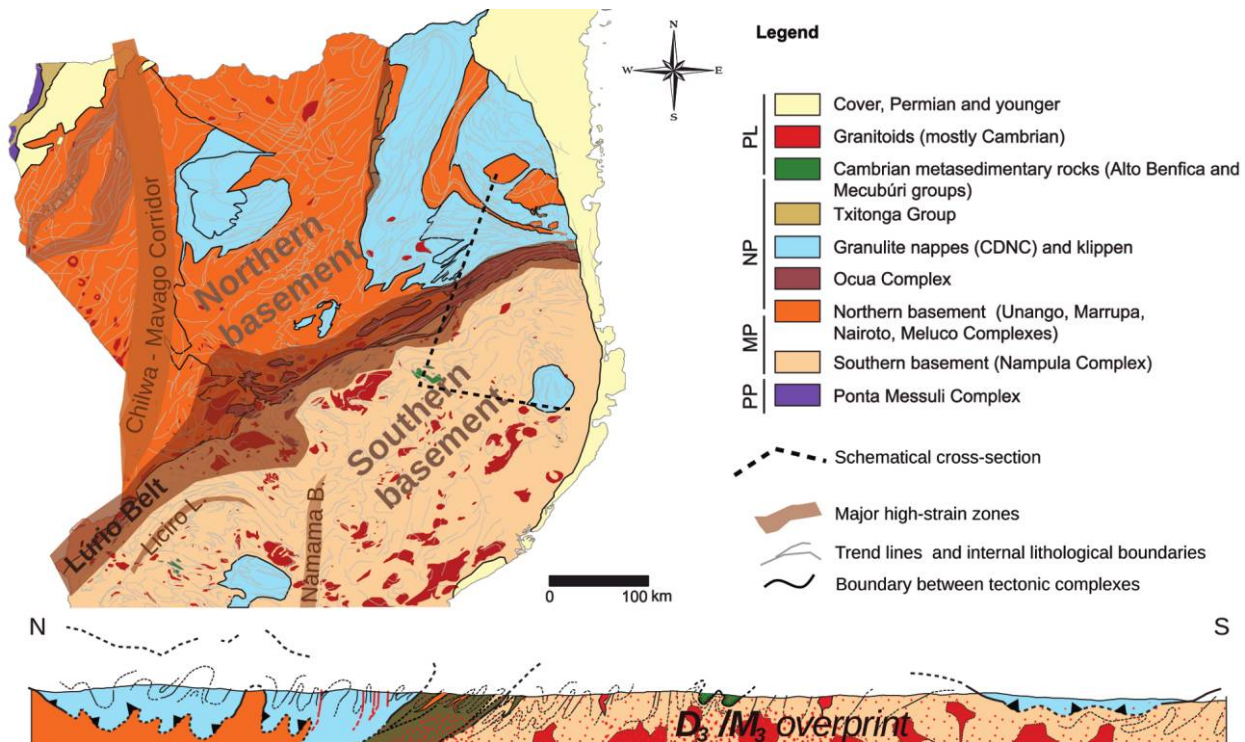 N
W E
S
Northern
basement
Chilwa - Mavago Corridor
Southern
basement
Lúrio Belt
Liciro L.
Namama B.
0 100 km
Legend
PL
NP
MP
PP
Cover, Permian and younger
Granitoids (mostly Cambrian)
Cambrian metasedimentary rocks (Alto Benfica and
Mecubúri groups)
Txitonga Group
Granulite nappes (CDNC) and klippen
Ocua Complex
Northern basement (Unango, Marrupa,
Nairoto, Meluco Complexes)
Southern basement (Nampula Complex)
Ponta Messuli Complex
Schematical cross-section
Major high-strain zones
Trend lines and internal lithological boundaries
Boundary between tectonic complexes
N S
D₃ /M₃ overprint